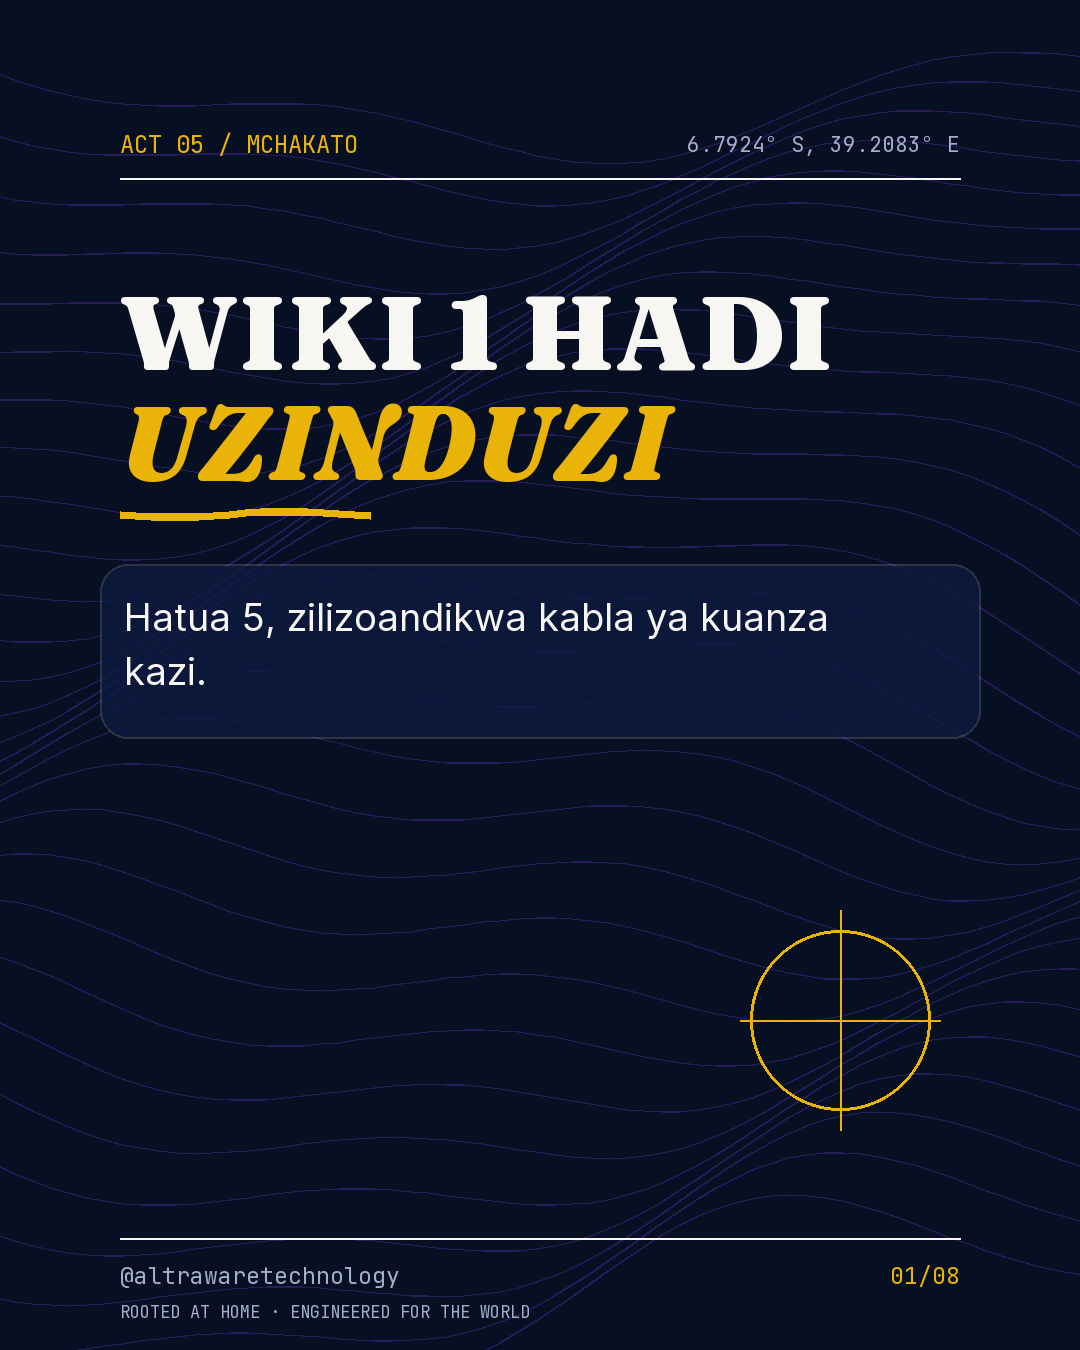 ACT 05 / MCHAKATO
6.7924° S, 39.2083° E
WIKI 1 HADI
UZINDUZI
Hatua 5, zilizoandikwa kabla ya kuanza
kazi.
@altrawaretechnology
01/08
ROOTED AT HOME · ENGINEERED FOR THE WORLD